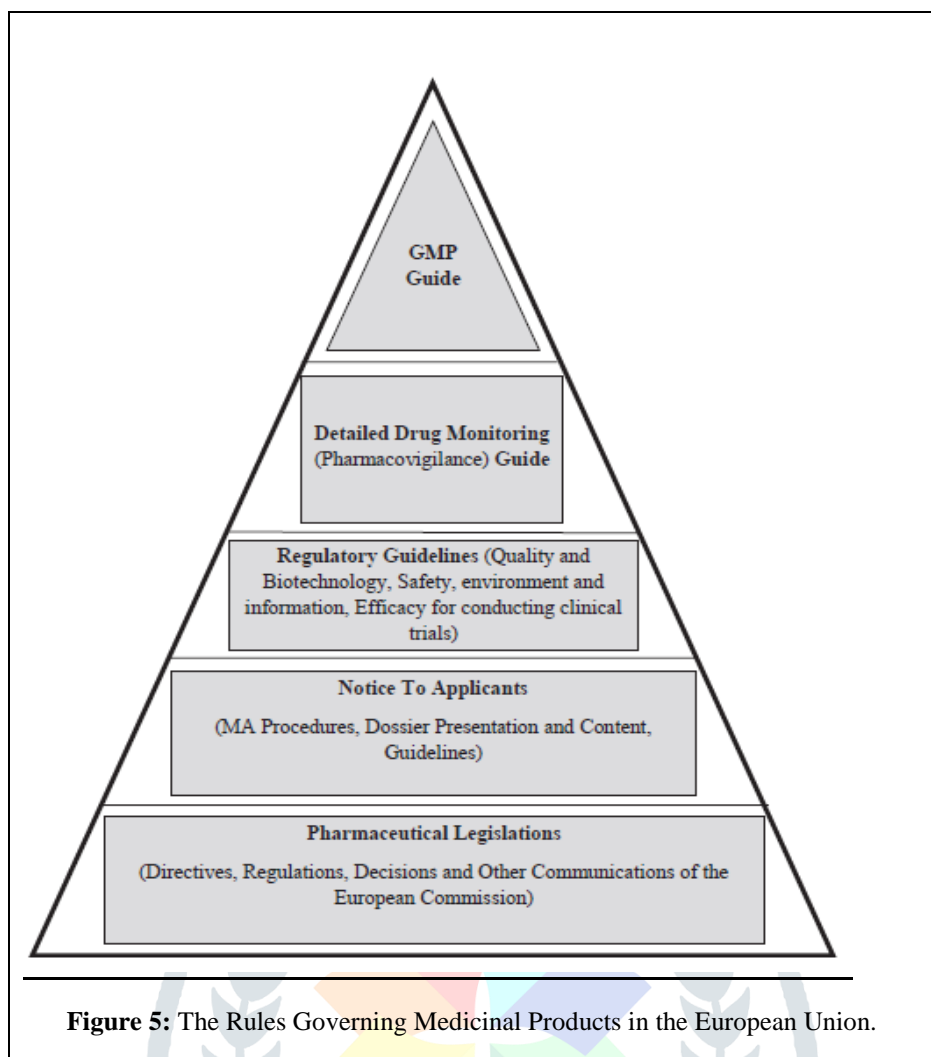 GMP
Guide
Detailed Drug Monitoring
(Pharmacovigilance) Guide
Regulatory Guidelines (Quality and
Biotechnology, Safety, environment and
information, Efficacy for conducting clinical
trials)
Notice To Applicants
(MA Procedures, Dossier Presentation and Content,
Guidelines)
Pharmaceutical Legislations
(Directives, Regulations, Decisions and Other Communications of the
European Commission)
Figure 5: The Rules Governing Medicinal Products in the European Union.